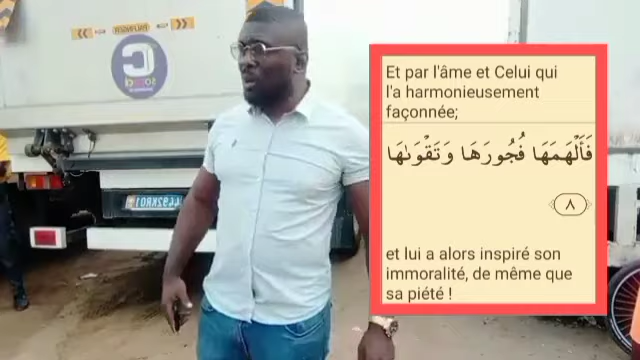 Et par l'âme et Celui qui
l'a harmonieusement
façonnée;
فَأَلْهَمَهَا فُجُورَهَا وَتَقْوَىٰهَا
﴿٨﴾
et lui a alors inspiré son
immoralité, de même que
sa piété !